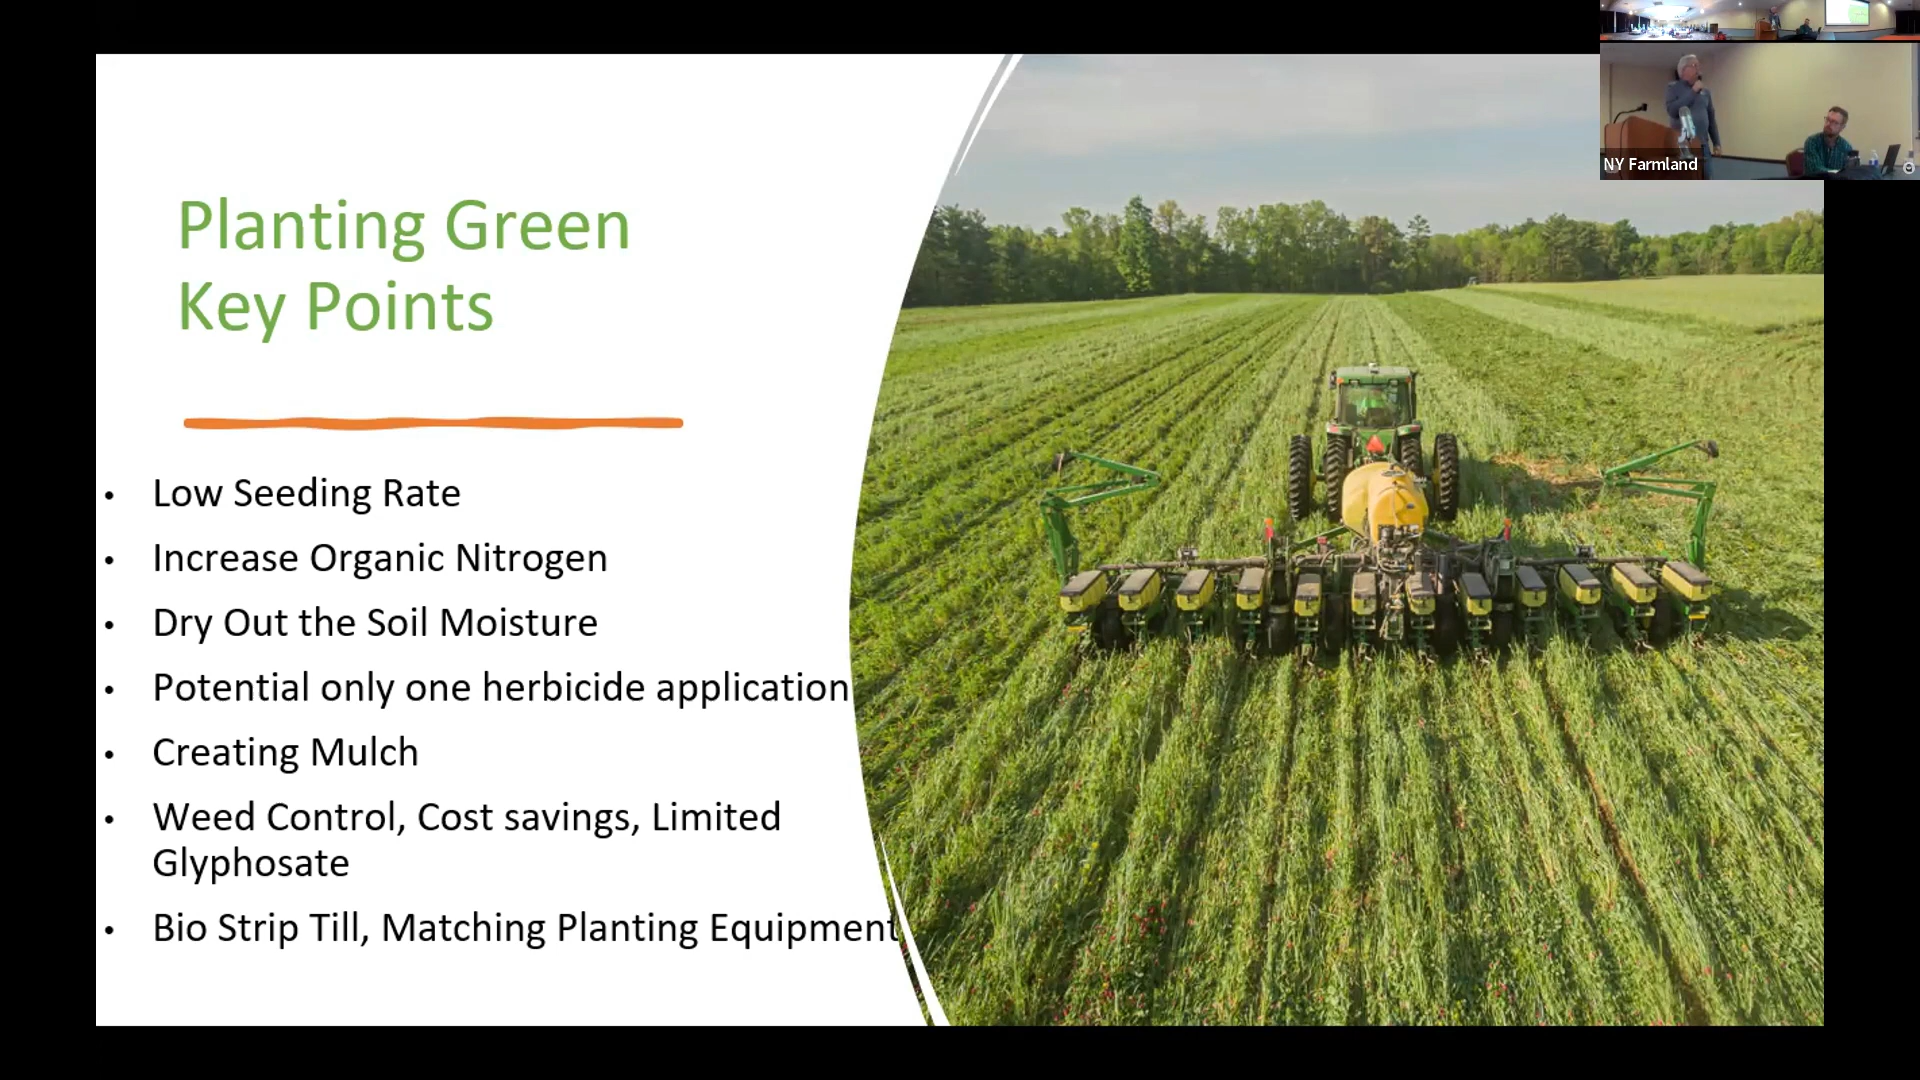 NY Farmland
Planting Green
Key Points
• Low Seeding Rate
• Increase Organic Nitrogen
• Dry Out the Soil Moisture
• Potential only one herbicide application
• Creating Mulch
• Weed Control, Cost savings, Limited
Glyphosate
• Bio Strip Till, Matching Planting Equipment